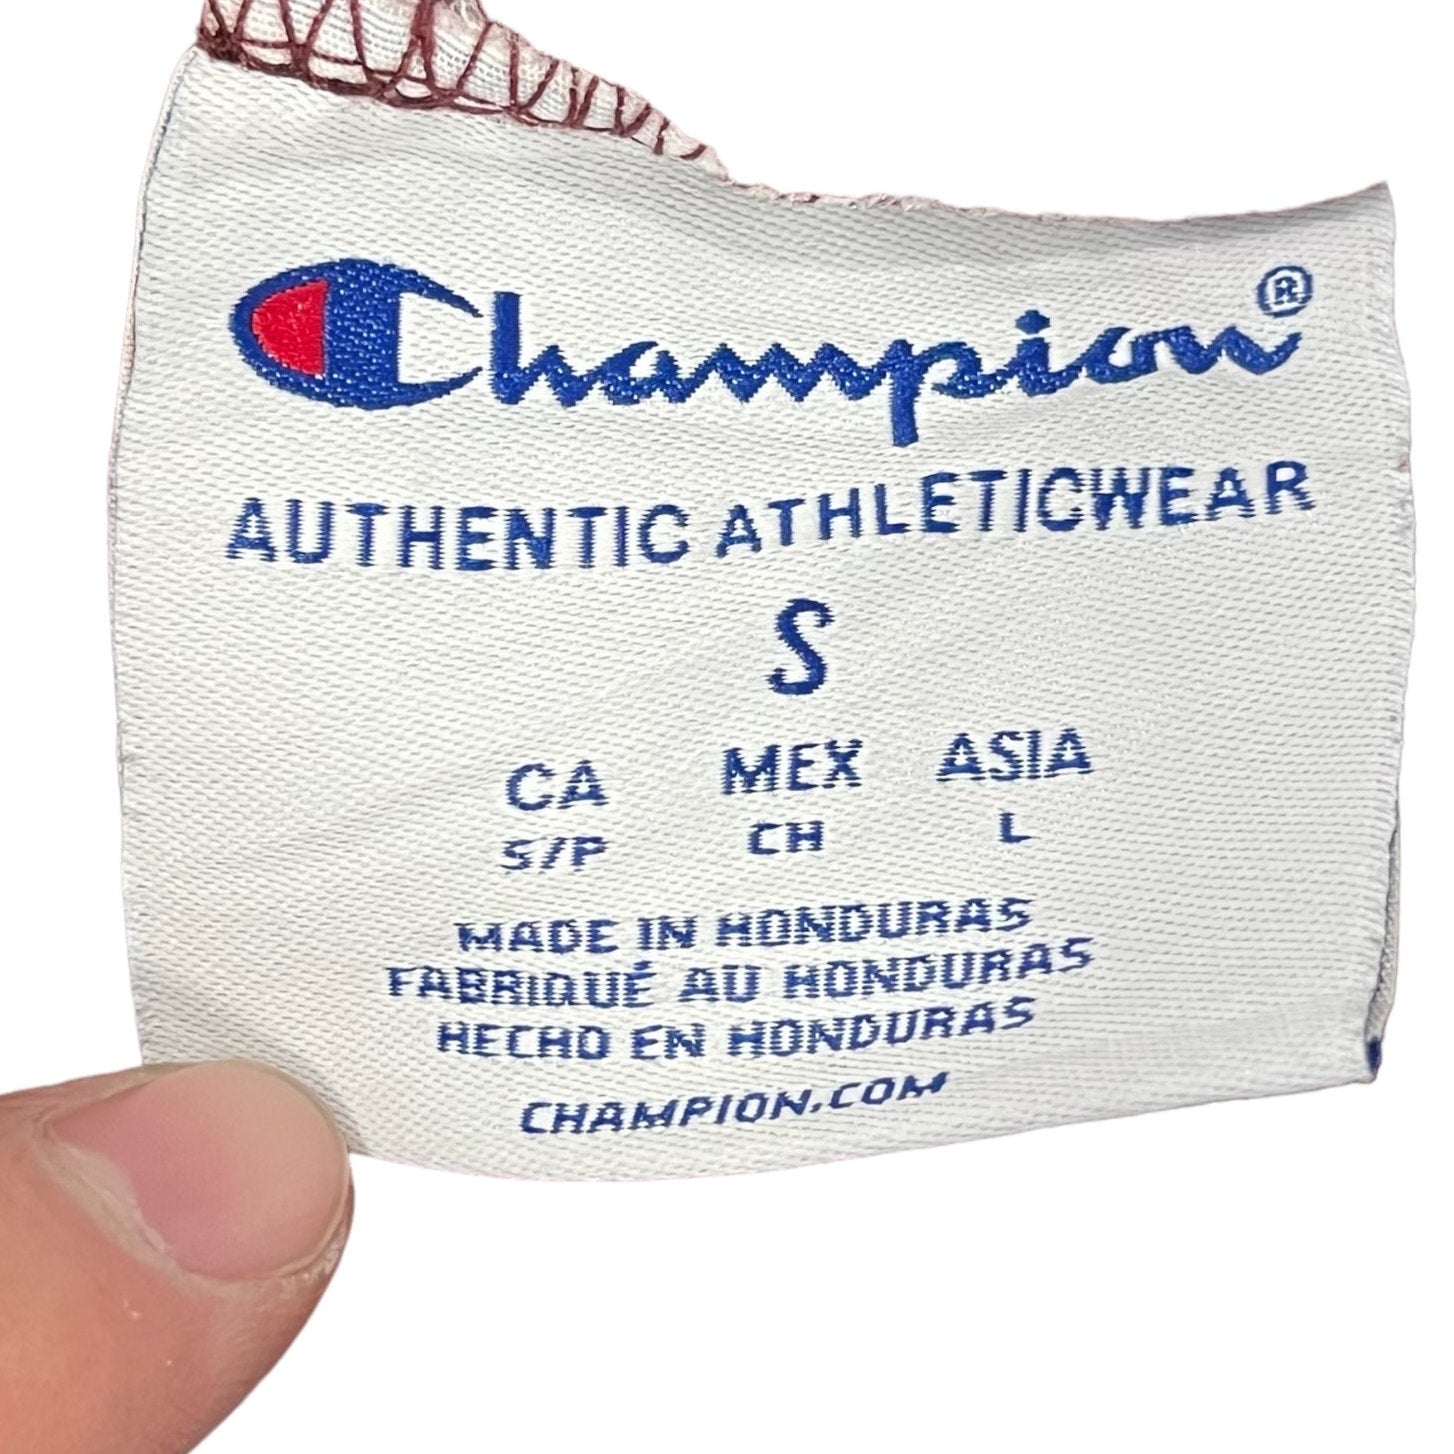 Champion®
AUTHENTIC ATHLETICWEAR
S
CA MEX ASIA
S/P CH L
MADE IN HONDURAS
FABRIQUÉ AU HONDURAS
HECHO EN HONDURAS
CHAMPION.COM